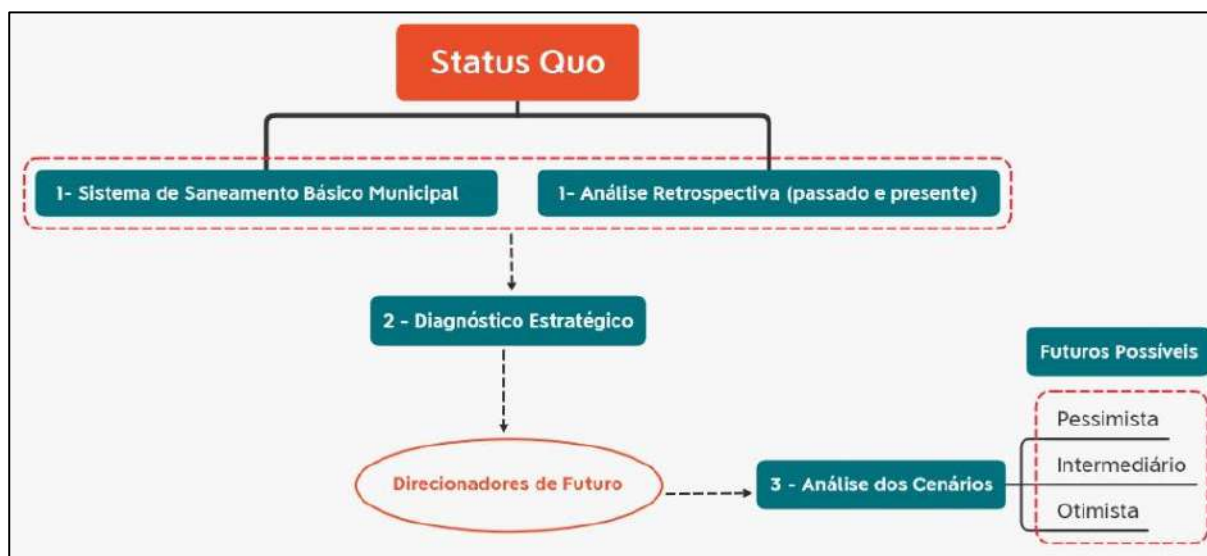 Status Quo
1- Sistema de Saneamento Básico Municipal
1- Análise Retrospectiva (passado e presente)
2 - Diagnóstico Estratégico
Direcionadores de Futuro
3 - Análise dos Cenários
Futuros Possíveis
Pessimista
Intermediário
Otimista